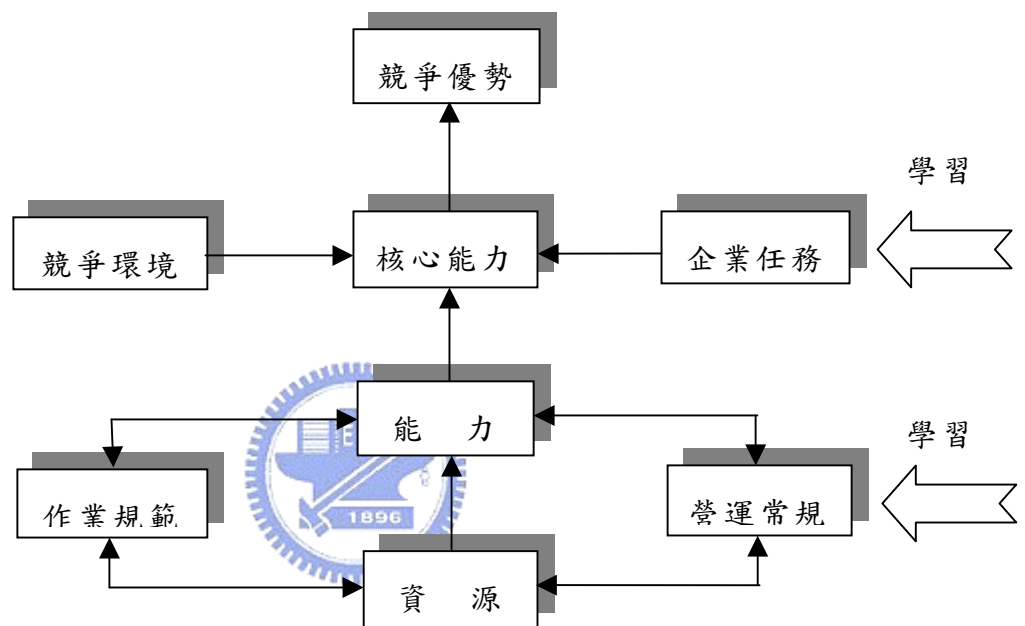 競爭優勢
學習
競爭環境
核心能力
企業任務
能 力
學習
作業規範
營運常規
1896
資 源